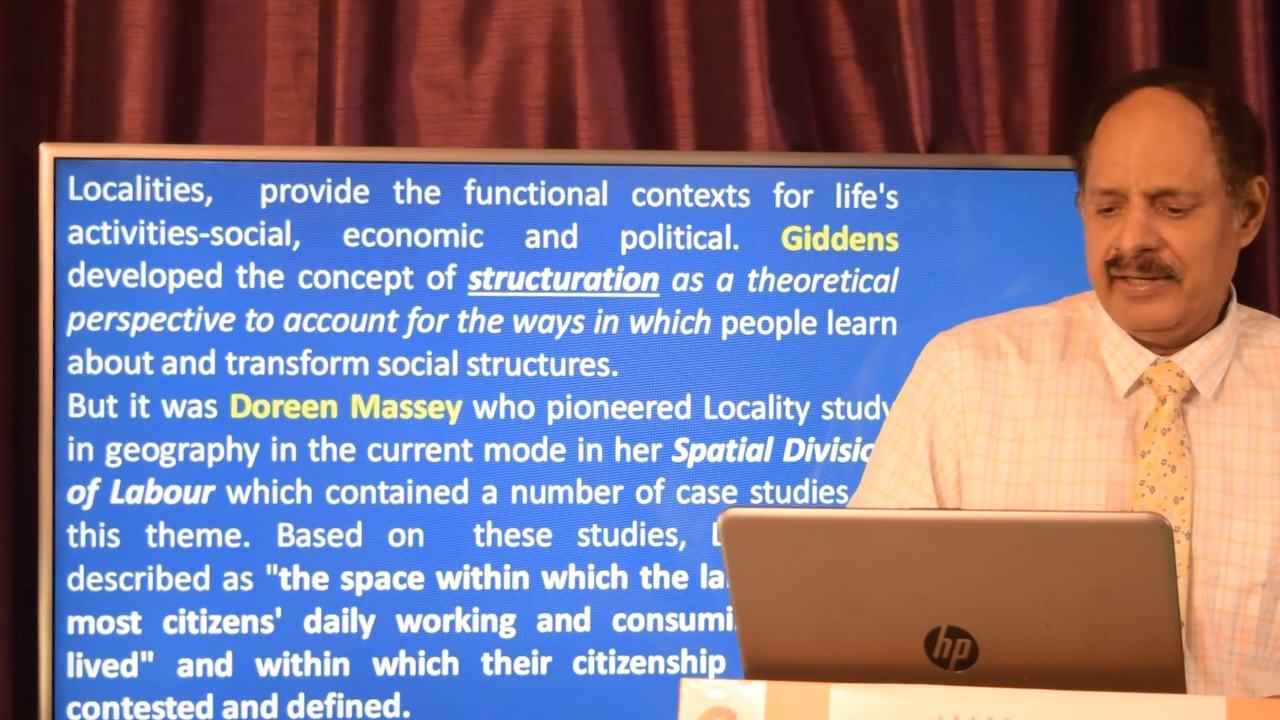 Localities, provide the functional contexts for life's
activities-social, economic and political. Giddens
developed the concept of structuration as a theoretical
perspective to account for the ways in which people learn
about and transform social structures.
But it was Doreen Massey who pioneered Locality study
in geography in the current mode in her Spatial
of Labour which contained a number of case studies
this theme. Based on these studies,
described as "the space within which the
most citizens' daily working and
lived" and within which their citizenship
contested and defined.
hp